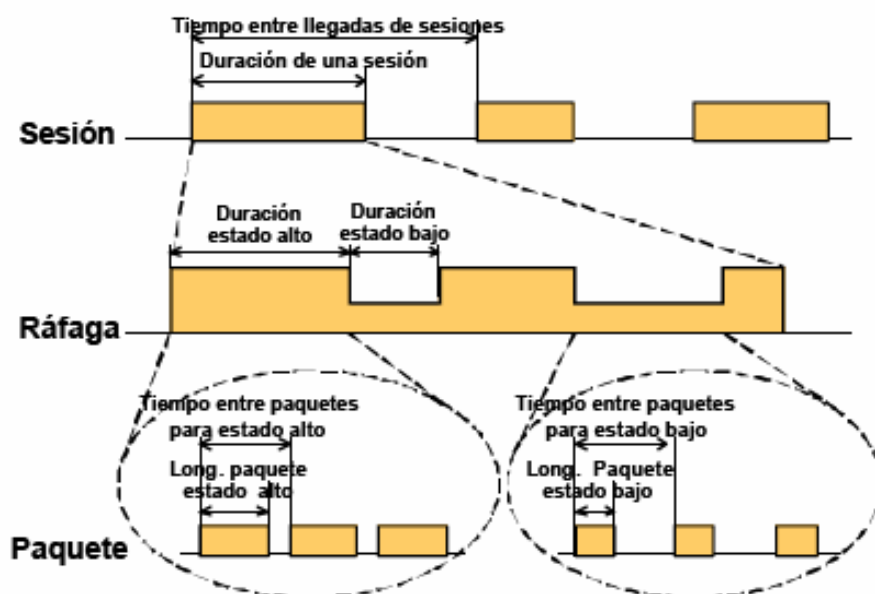 Tiempo entre llegadas de sesiones
Duración de una sesión
Sesión
Duración
estado alto
Duración
estado bajo
Ráfaga
Tiempo entre paquetes
para estado alto
Long. paquete
estado alto
Tiempo entre paquetes
para estado bajo
Long. Paquete
estado bajo
Paquete